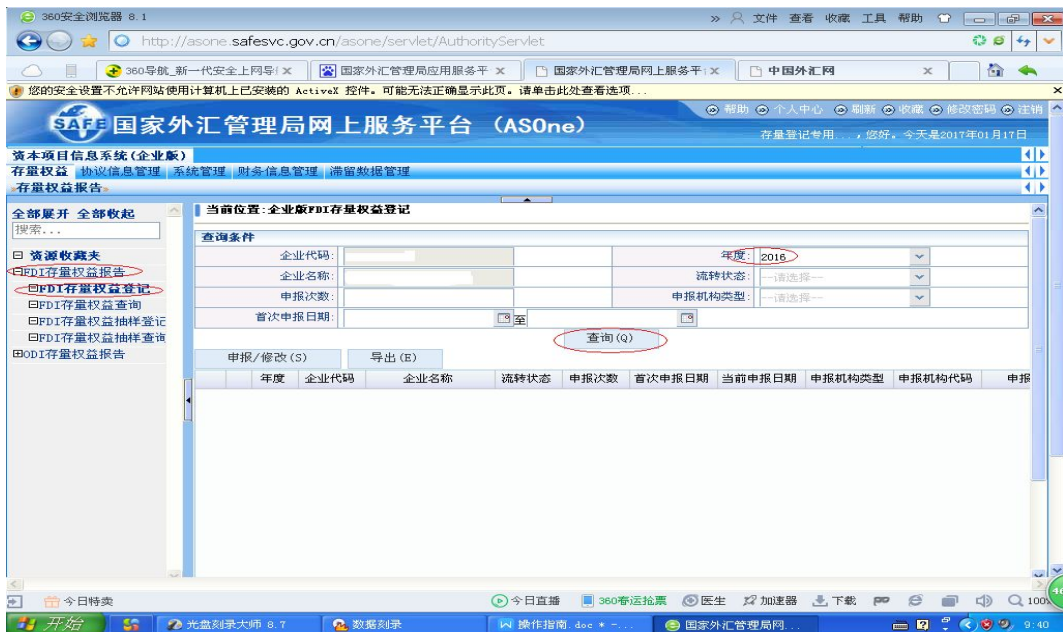 360安全浏览器 8.1
文件 查看 收藏 工具 帮助
http://asone.safesvc.gov.cn/asone/servlet/AuthorityServlet
360导航_新一代安全上网导
国家外汇管理局应用服务平
国家外汇管理局网上服务平
中国外汇网
您的安全设置不允许网站使用计算机上已安装的 ActiveX 控件。可能无法正确显示此页。请单击此处查看选项...
帮助 个人中心 刷新 收藏 修改密码 注销
SAFE 国家外汇管理局网上服务平台 (ASOne)
存量登记专用...,您好。今天是2017年01月17日
资本项目信息系统(企业版)
存量权益 协议信息管理 系统管理 财务信息管理 滞留数据管理
存量权益报告
全部展开 全部收起
搜索...
资源收藏夹
FDI存量权益报告
FDI存量权益登记
FDI存量权益查询
FDI存量权益抽样登记
FDI存量权益抽样查询
ODI存量权益报告
当前位置:企业版FDI存量权益登记
查询条件
企业代码: 年度: 2016
企业名称: 流转状态: --请选择--
申报次数: 申报机构类型: --请选择--
首次申报日期: 至
查询(Q)
申报/修改(S) 导出(E)
年度 企业代码 企业名称 流转状态 申报次数 首次申报日期 当前申报日期 申报机构类型 申报机构代码 申报
今日特卖 今日直播 360春运抢票 医生 加速器 下载 100%
46
开始 光盘刻录大师 8.7 数据刻录 操作指南.doc * -... 国家外汇管理局网... 9:40